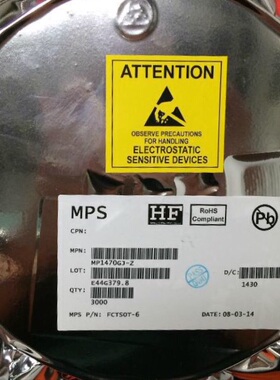 ATTENTION
OBSERVE PRECAUTIONS
FOR HANDLING
ELECTROSTATIC
SENSITIVE DEVICES
MPS
HF
RoHS
Compliant
Pb
CPN:
MPN:
MP1470GJ-Z
LOT:
D/C:
E44G379.8
1430
QTY:
3000
MPS P/N: FCTSOT-6
DATE: 08-03-14